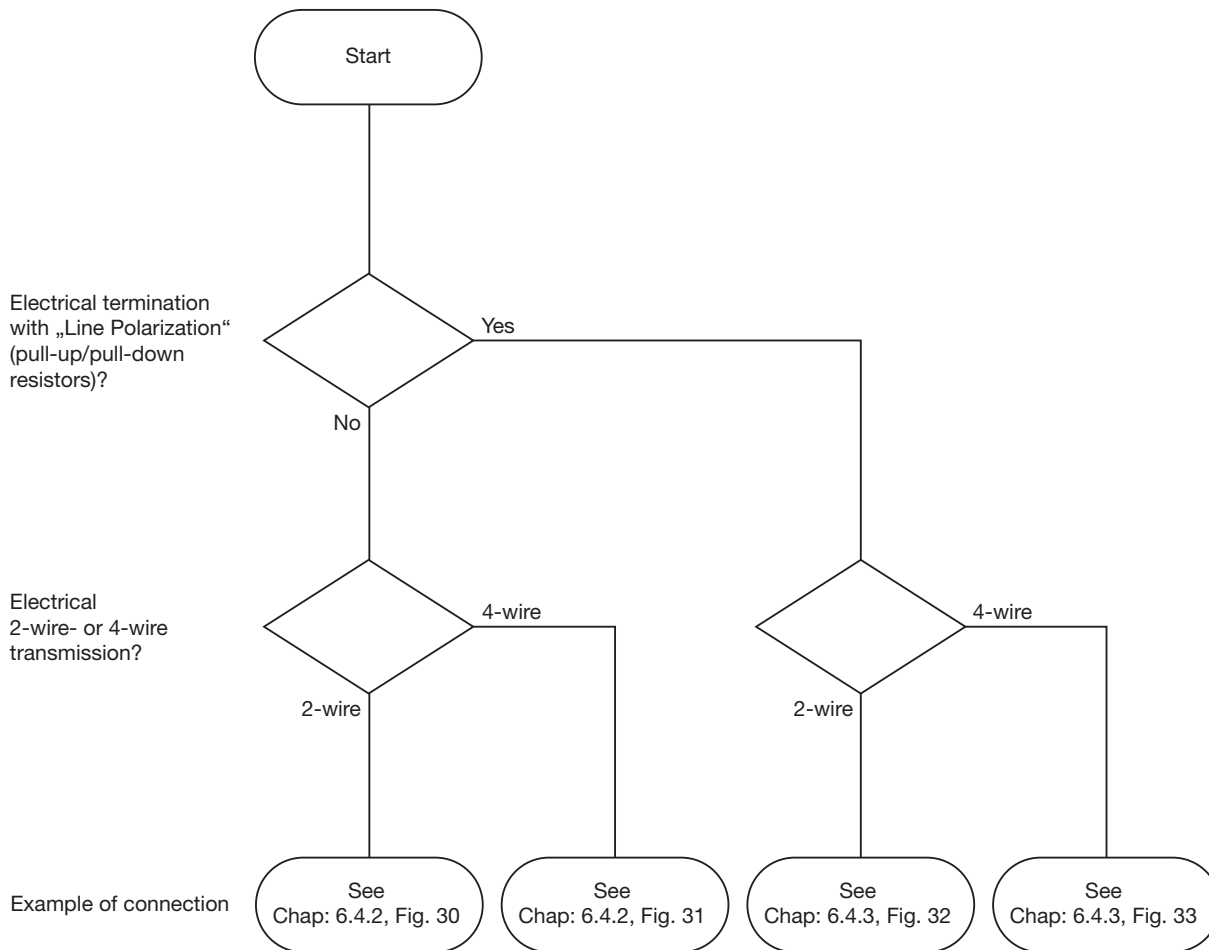 Start
Electrical termination
with „Line Polarization“
(pull-up/pull-down
resistors)?
Yes
No
Electrical
2-wire- or 4-wire
transmission?
4-wire
2-wire
4-wire
2-wire
Example of connection
See
Chap: 6.4.2, Fig. 30
See
Chap: 6.4.2, Fig. 31
See
Chap: 6.4.3, Fig. 32
See
Chap: 6.4.3, Fig. 33